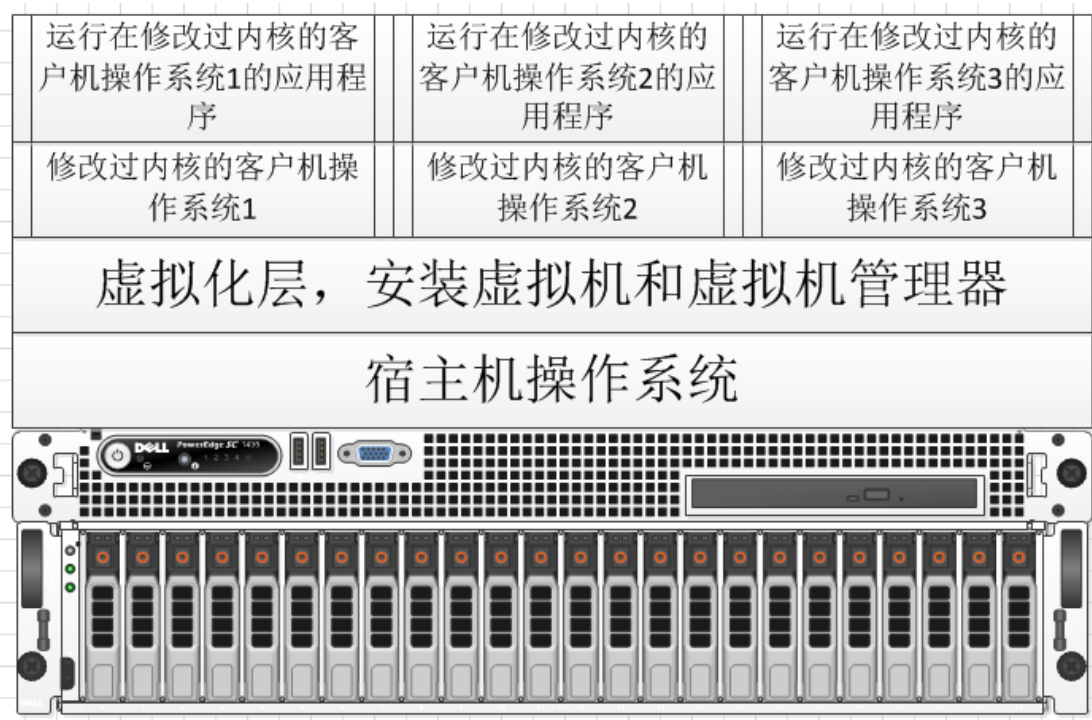 运行在修改过内核的客
户机操作系统1的应用程
序
运行在修改过内核的
客户机操作系统2的应
用程序
运行在修改过内核的
客户机操作系统3的应
用程序
修改过内核的客户机操
作系统1
修改过内核的客户机
操作系统2
修改过内核的客户机
操作系统3
虚拟化层，安装虚拟机和虚拟机管理器
宿主机操作系统
DELL
PowerEdge SC 1435
1 2 3 4